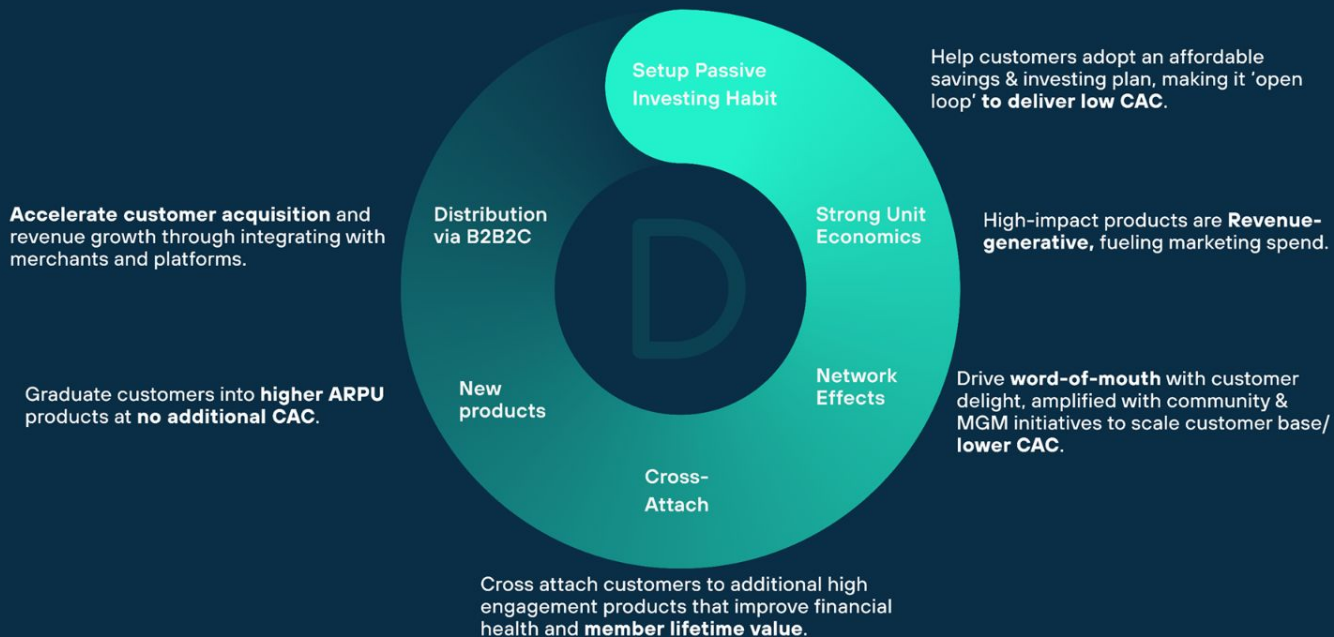 Setup Passive
Investing Habit
Help customers adopt an affordable
savings & investing plan, making it ‘open
loop’ to deliver low CAC.
Strong Unit
Economics
High-impact products are Revenue-
generative, fueling marketing spend.
Network
Effects
Drive word-of-mouth with customer
delight, amplified with community &
MGM initiatives to scale customer base/
lower CAC.
Cross-
Attach
Cross attach customers to additional high
engagement products that improve financial
health and member lifetime value.
New
products
Graduate customers into higher ARPU
products at no additional CAC.
Distribution
via B2B2C
Accelerate customer acquisition and
revenue growth through integrating with
merchants and platforms.
D